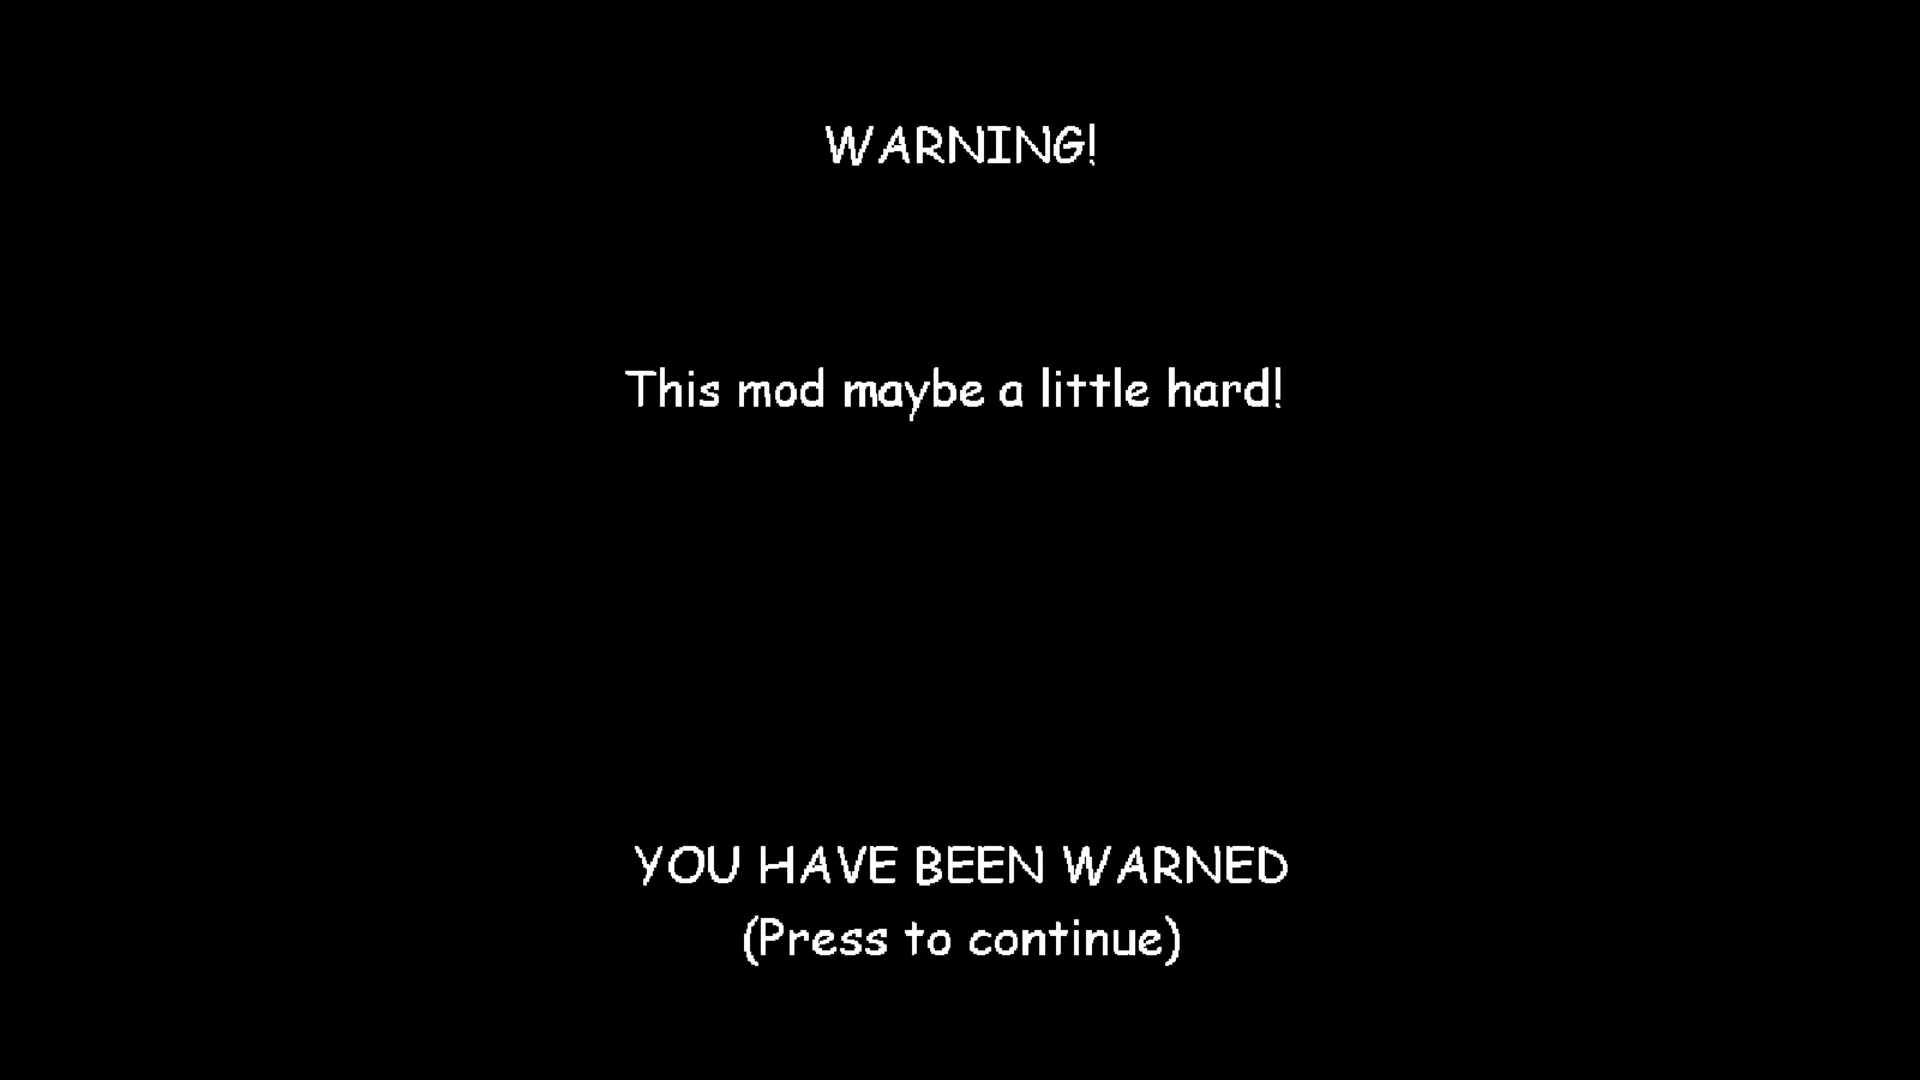 WARNING!
This mod maybe a little hard!
YOU HAVE BEEN WARNED
(Press to continue)